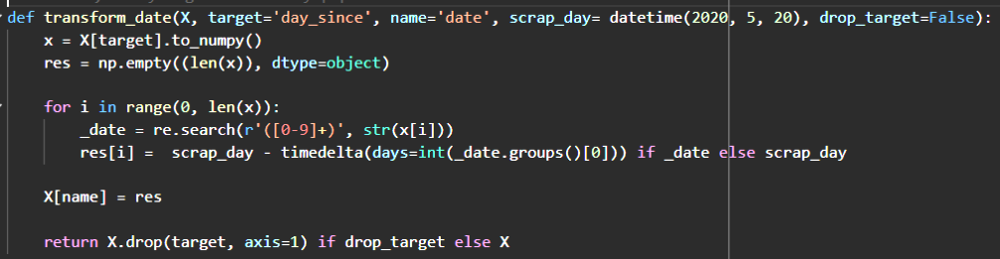 def transform_date(X, target='day_since', name='date', scrap_day= datetime(2020, 5, 20), drop_target=False):
    x = X[target].to_numpy()
    res = np.empty((len(x)), dtype=object)
    for i in range(0, len(x)):
        _date = re.search(r'([0-9]+)', str(x[i]))
        res[i] =  scrap_day - timedelta(days=int(_date.groups()[0])) if _date else scrap_day
    X[name] = res
    return X.drop(target, axis=1) if drop_target else X